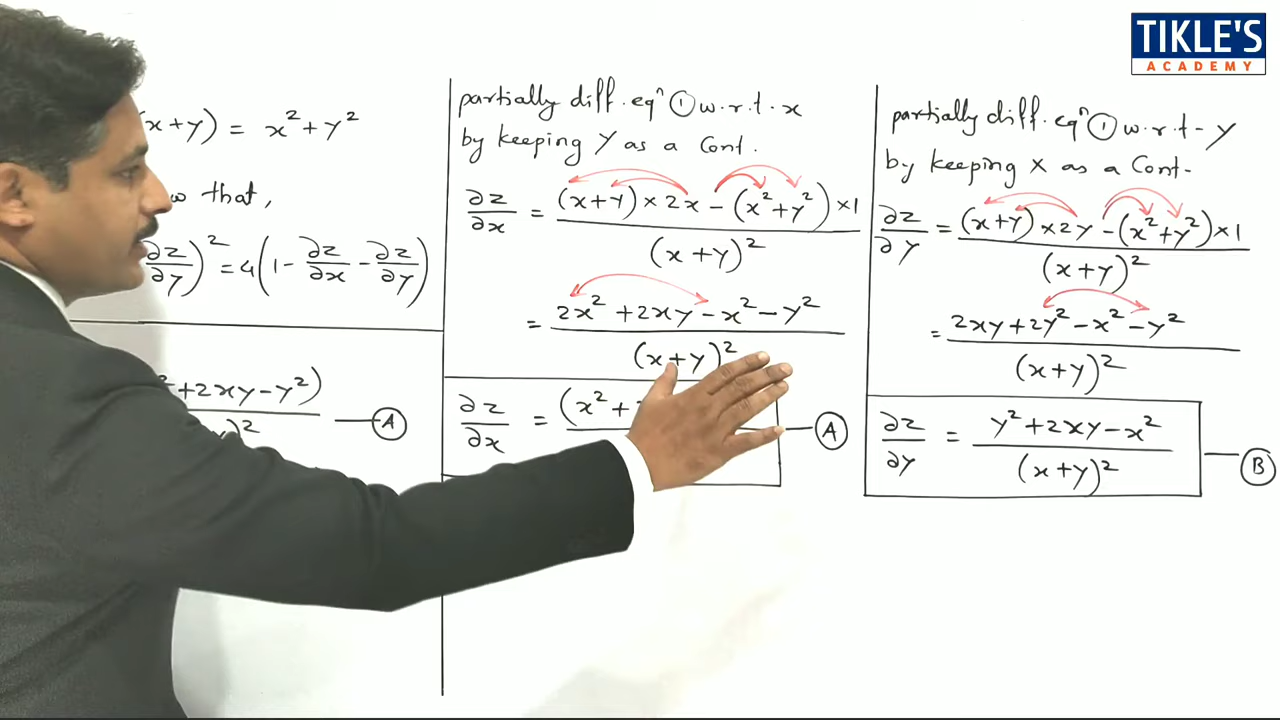 TIKLE'S
ACADEMY
x+y) = x² + y²
that,
∂z/∂y)² = 4(1 - ∂z/∂x - ∂z/∂y)
² + 2xy - y²) —Ⓐ
)²
partially diff. eqⁿ ① w.r.t. x
by keeping y as a Cont.
∂z/∂x = (x+y) × 2x - (x² + y²) × 1 / (x+y)²
= 2x² + 2xy - x² - y² / (x+y)²
∂z/∂x = (x² + —Ⓐ
partially diff. eqⁿ ① w.r.t - y
by keeping x as a Cont-
∂z/∂y = (x+y) × 2y - (x² + y²) × 1 / (x+y)²
= 2xy + 2y² - x² - y² / (x+y)²
∂z/∂y = y² + 2xy - x² / (x+y)² —Ⓑ